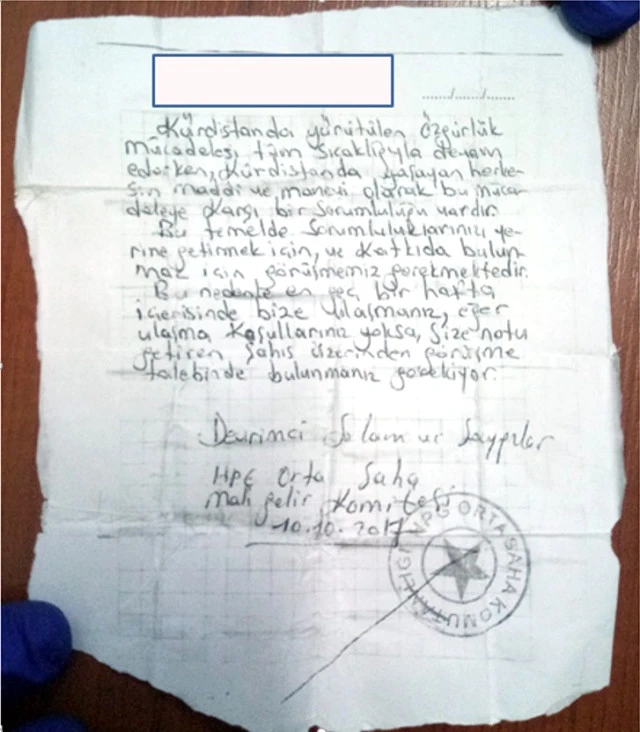 ....../....../......
Kürdistanda yürütülen özgürlük
mücadelesi, tüm sıcaklığıyla devam
ederken, Kürdistanda yaşayan herke-
sin maddi ve manevi olarak bu müca-
deleye karşı bir sorumluluğu vardır.
Bu temelde sorumluluklarınızı ye-
rine getirmek için, ve katkıda bulun-
mak için görüşmemiz gerekmektedir.
Bu nedenle en geç bir hafta
içerisinde bize ulaşmanız, eğer
ulaşma koşullarınız yoksa, size notu
getiren şahıs üzerinden görüşme
talebinde bulunmanız gerekiyor.
Devrimci Selam ve Saygılar
HPG Orta Saha
Mali gelir Komitesi
10.10.2017
HPG ORTA SAHA KOMUTANLIĞI